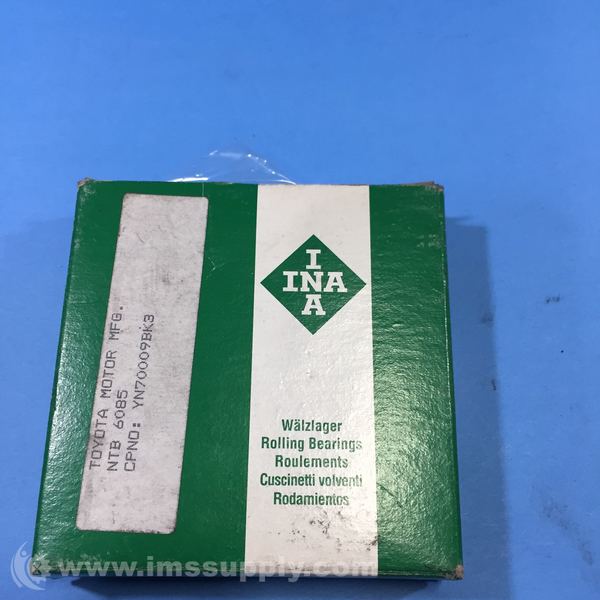 TOYOTA MOTOR MFG.
NTB 6085
CPNO: YN70009BK3
I
INA
A
Wälzlager
Rolling Bearings
Roulements
Cuscinetti volventi
Rodamientos
www.imssupply.com